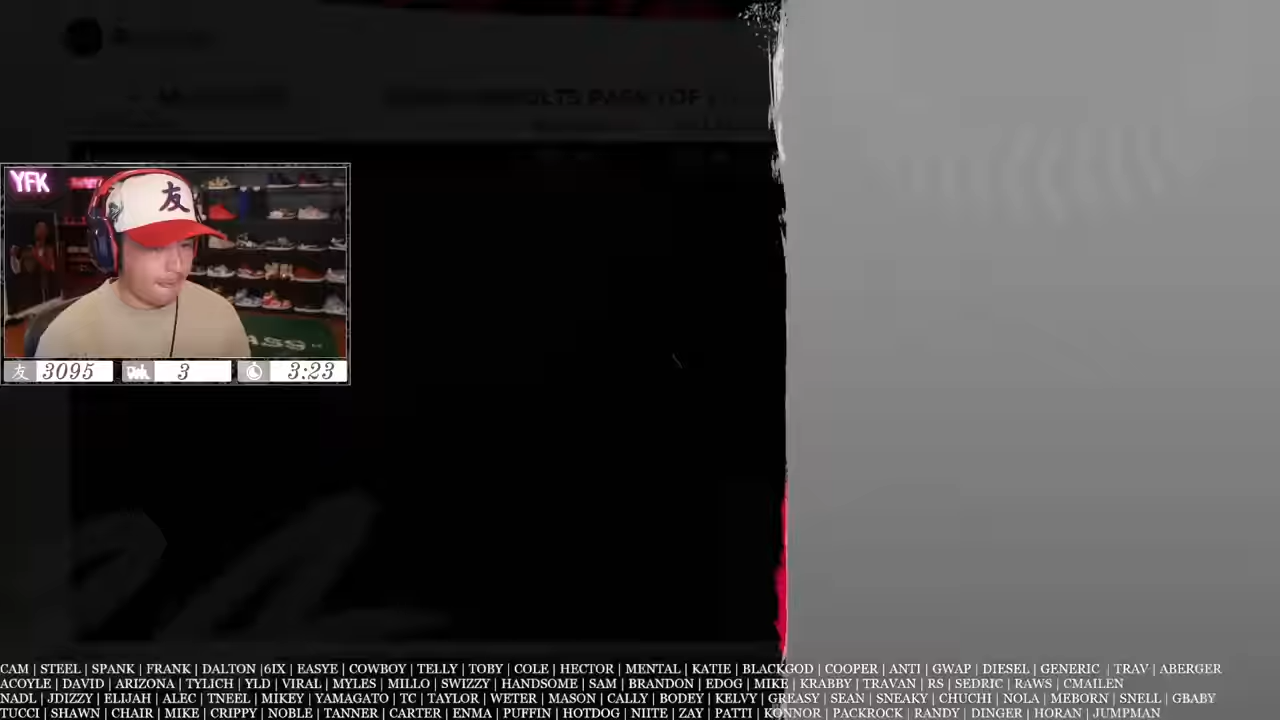 YFK
友
ASS
友 3095 3 3:23
CAM | STEEL | SPANK | FRANK | DALTON |6IX | EASYE | COWBOY | TELLY | TOBY | COLE | HECTOR | MENTAL | KATIE | BLACKGOD | COOPER | ANTI | GWAP | DIESEL | GENERIC | TRAV | ABERGER
ACOYLE | DAVID | ARIZONA | TYLICH | YLD | VIRAL | MYLES | MILLO | SWIZZY | HANDSOME | SAM | BRANDON | EDOG | MIKE | KRABBY | TRAVAN | RS | SEDRIC | RAWS | CMAILEN
NADL | JDIZZY | ELIJAH | ALEC | TNEEL | MIKEY | YAMAGATO | TC | TAYLOR | WETER | MASON | CALLY | BODEY | KELVY | GREASY | SEAN | SNEAKY | CHUCHI | NOLA | MEBORN | SNELL | GBABY
TUCCI | SHAWN | CHAIR | MIKE | CRIPPY | NOBLE | TANNER | CARTER | ENMA | PUFFIN | HOTDOG | NIITE | ZAY | PATTI | KONNOR | PACKROCK | RANDY | DINGER | HORAN | JUMPMAN